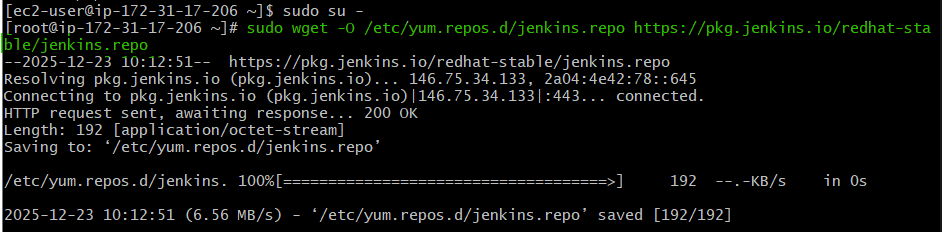 [ec2-user@ip-172-31-17-206 ~]$ sudo su -
[root@ip-172-31-17-206 ~]# sudo wget -O /etc/yum.repos.d/jenkins.repo https://pkg.jenkins.io/redhat-sta
ble/jenkins.repo
--2025-12-23 10:12:51--  https://pkg.jenkins.io/redhat-stable/jenkins.repo
Resolving pkg.jenkins.io (pkg.jenkins.io)... 146.75.34.133, 2a04:4e42:78::645
Connecting to pkg.jenkins.io (pkg.jenkins.io)|146.75.34.133|:443... connected.
HTTP request sent, awaiting response... 200 OK
Length: 192 [application/octet-stream]
Saving to: ‘/etc/yum.repos.d/jenkins.repo’
/etc/yum.repos.d/jenkins. 100%[====================================>]     192  --.-KB/s    in 0s
2025-12-23 10:12:51 (6.56 MB/s) - ‘/etc/yum.repos.d/jenkins.repo’ saved [192/192]